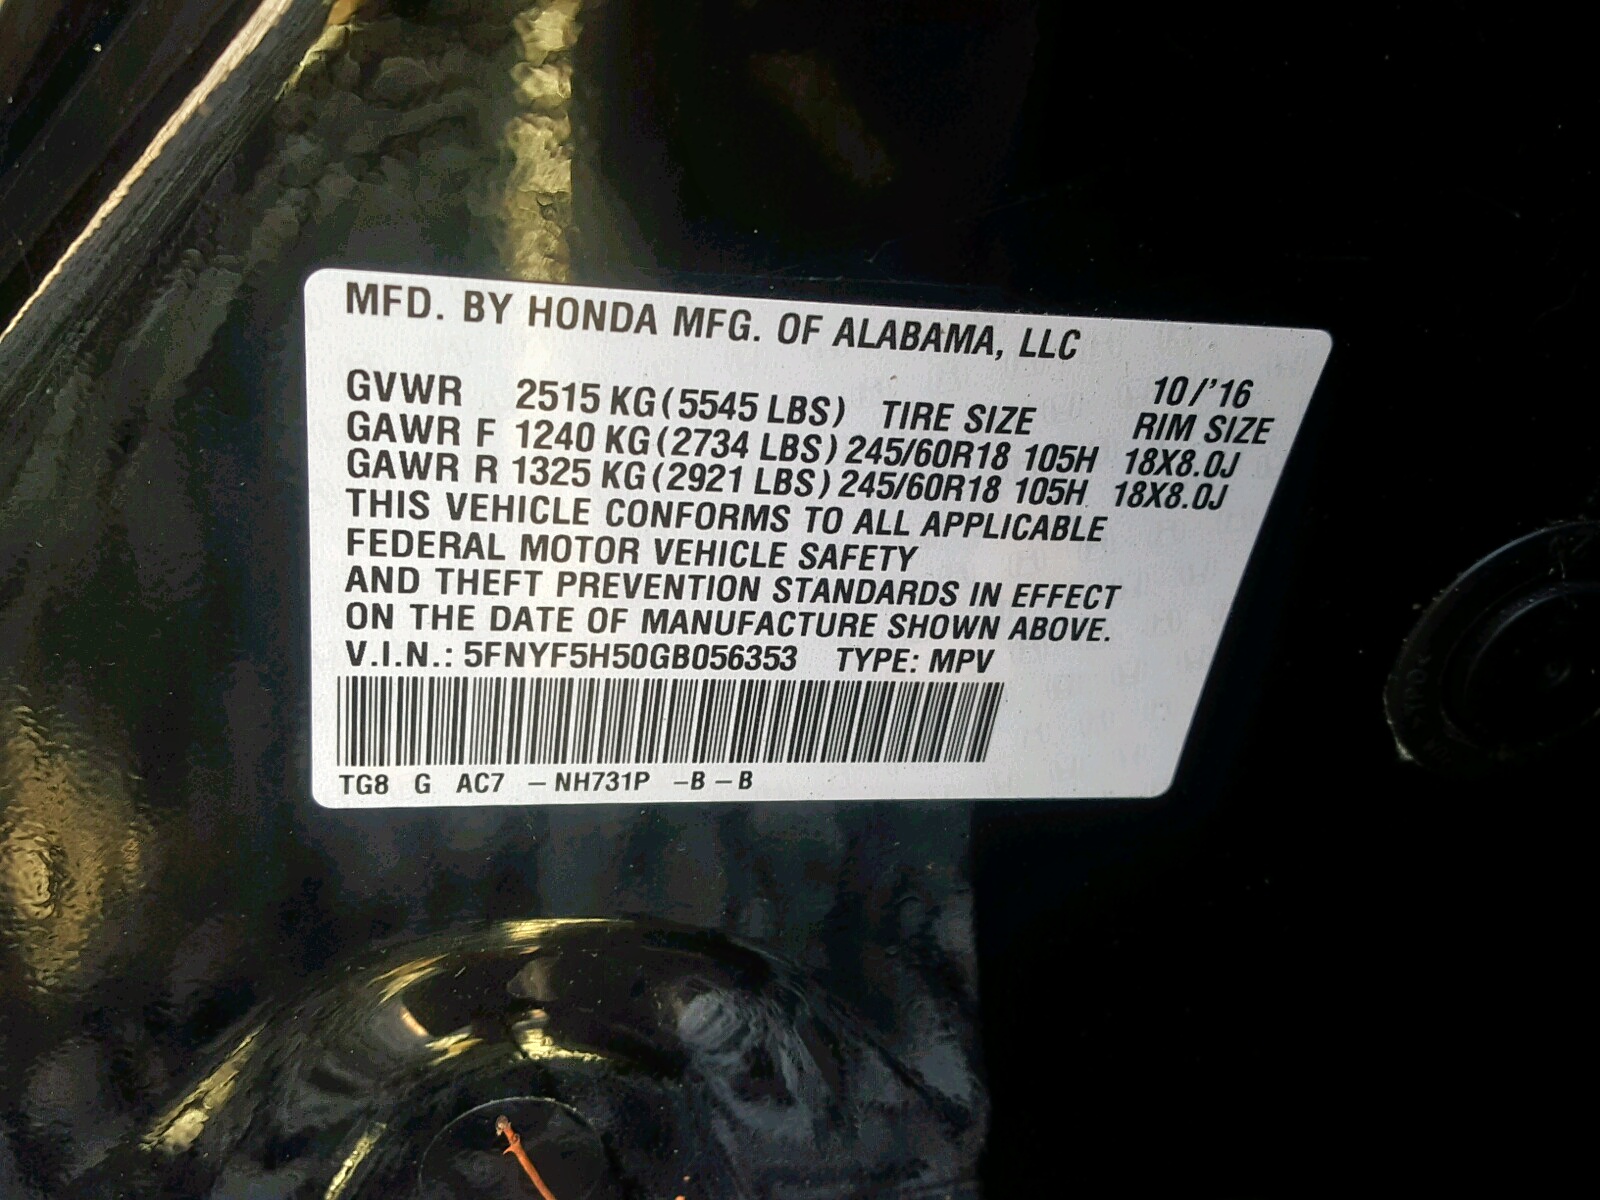 MFD. BY HONDA MFG. OF ALABAMA, LLC
10/'16
GVWR 2515 KG (5545 LBS) TIRE SIZE RIM SIZE
GAWR F 1240 KG (2734 LBS) 245/60R18 105H 18X8.0J
GAWR R 1325 KG (2921 LBS) 245/60R18 105H 18X8.0J
THIS VEHICLE CONFORMS TO ALL APPLICABLE
FEDERAL MOTOR VEHICLE SAFETY
AND THEFT PREVENTION STANDARDS IN EFFECT
ON THE DATE OF MANUFACTURE SHOWN ABOVE.
V.I.N.: 5FNYF5H50GB056353 TYPE: MPV
TG8 G AC7 – NH731P –B – B